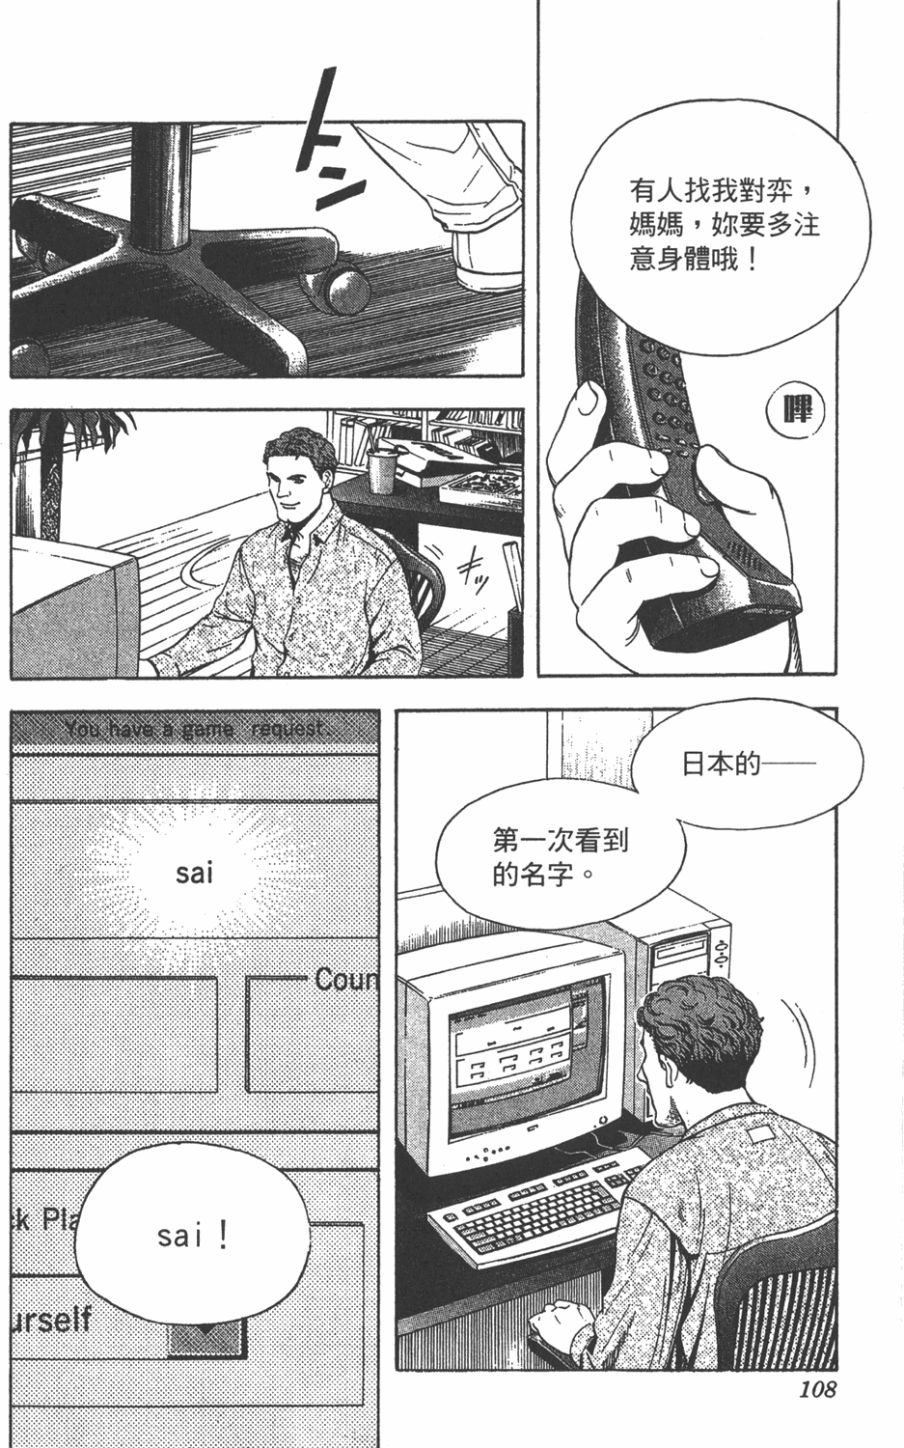 有人找我對弈，
媽媽，妳要多注
意身體哦！
嗶
トン
ギッ
日本的——
第一次看到
的名字。
You have a game request.
sai
Coun
sai！
k Pla
urself
108